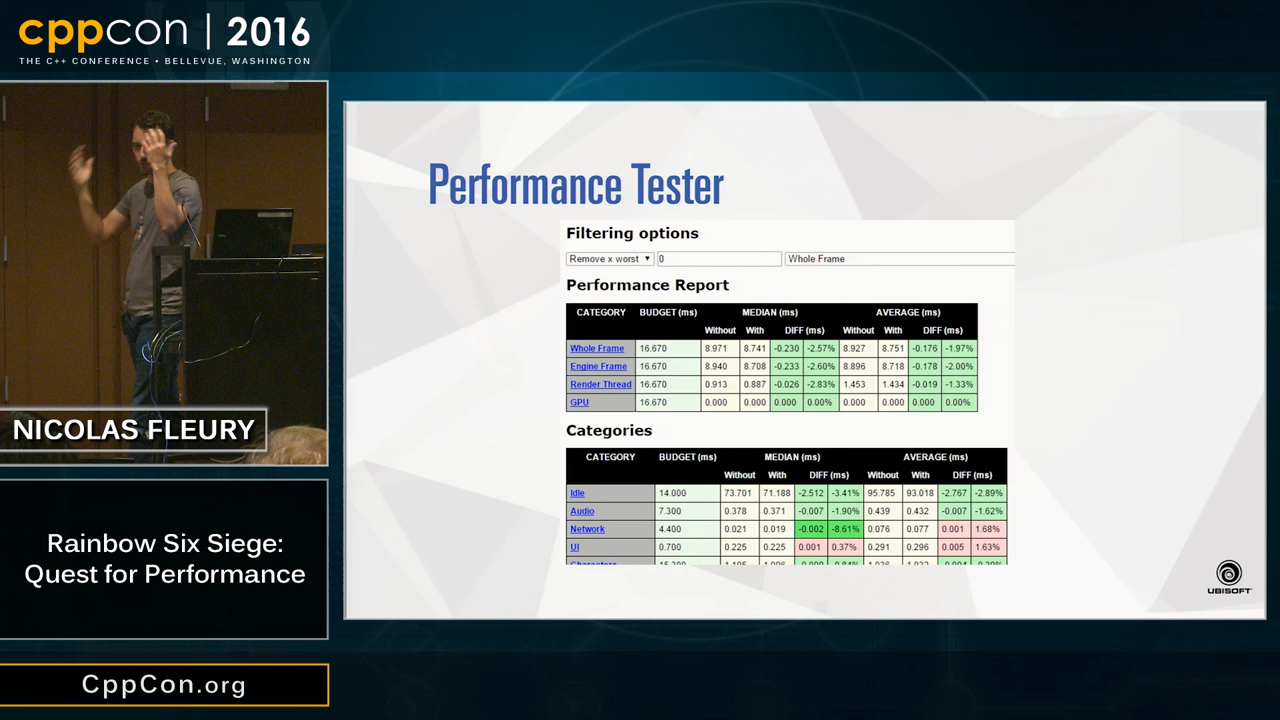 cppcon | 2016
THE C++ CONFERENCE • BELLEVUE, WASHINGTON
NICOLAS FLEURY
Rainbow Six Siege:
Quest for Performance
CppCon.org
Performance Tester
Filtering options
Remove x worst ▼ 0 Whole Frame
Performance Report
CATEGORY BUDGET (ms) MEDIAN (ms) AVERAGE (ms)
Without With DIFF (ms) Without With DIFF (ms)
Whole Frame 16.670 8.971 8.741 -0.230 -2.57% 8.927 8.751 -0.176 -1.97%
Engine Frame 16.670 8.940 8.708 -0.233 -2.60% 8.896 8.718 -0.178 -2.00%
Render Thread 16.670 0.913 0.887 -0.026 -2.83% 1.453 1.434 -0.019 -1.33%
GPU 16.670 0.000 0.000 0.000 0.00% 0.000 0.000 0.000 0.00%
Categories
CATEGORY BUDGET (ms) MEDIAN (ms) AVERAGE (ms)
Without With DIFF (ms) Without With DIFF (ms)
Idle 14.000 73.701 71.188 -2.512 -3.41% 95.785 93.018 -2.767 -2.89%
Audio 7.300 0.378 0.371 -0.007 -1.90% 0.439 0.432 -0.007 -1.62%
Network 4.400 0.021 0.019 -0.002 -8.61% 0.076 0.077 0.001 1.68%
UI 0.700 0.225 0.225 0.001 0.37% 0.291 0.296 0.005 1.63%
Characters
UBISOFT